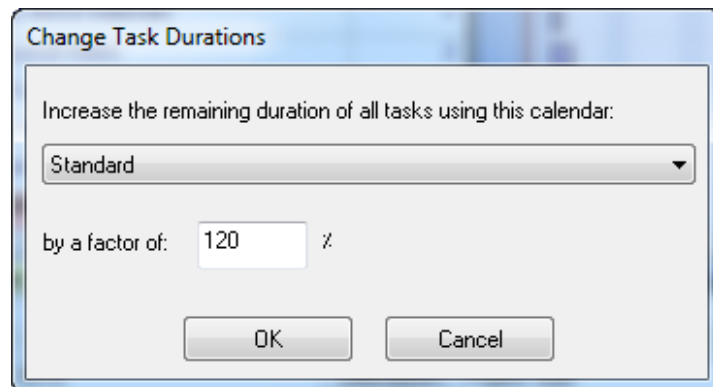 Change Task Durations
Increase the remaining duration of all tasks using this calendar:
Standard
by a factor of: 120 %
OK Cancel